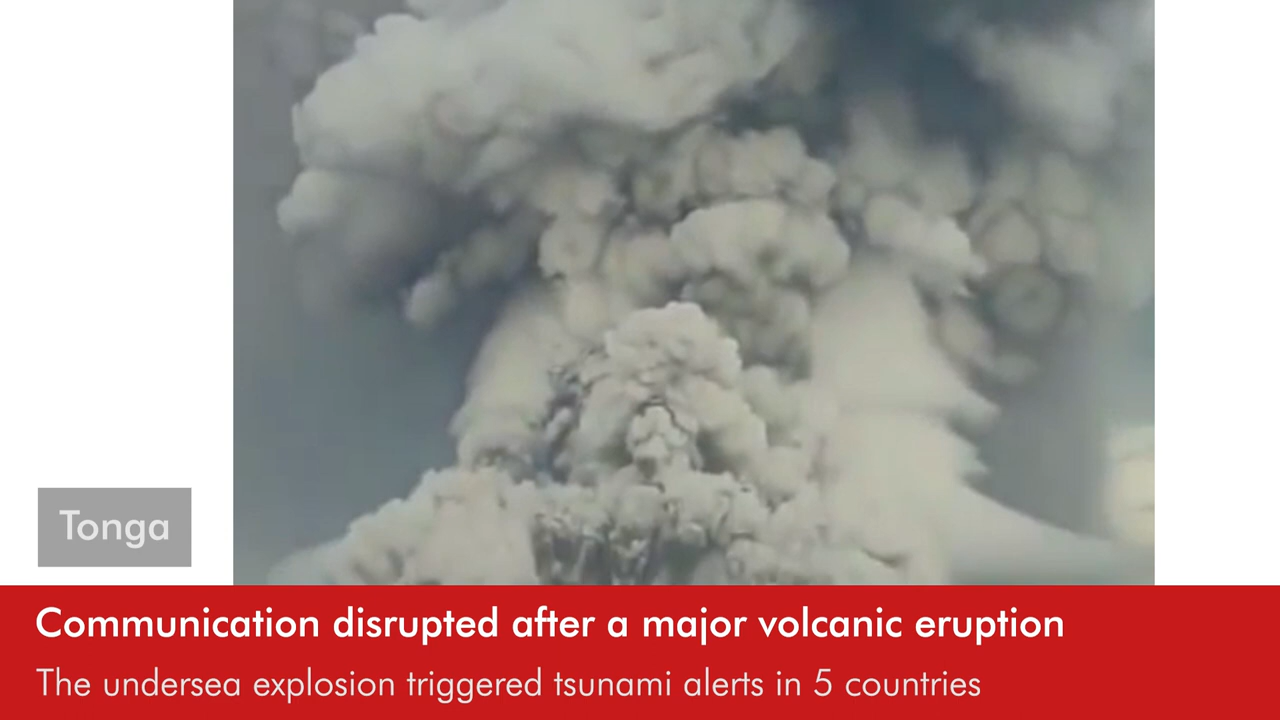 Tonga
Communication disrupted after a major volcanic eruption
The undersea explosion triggered tsunami alerts in 5 countries